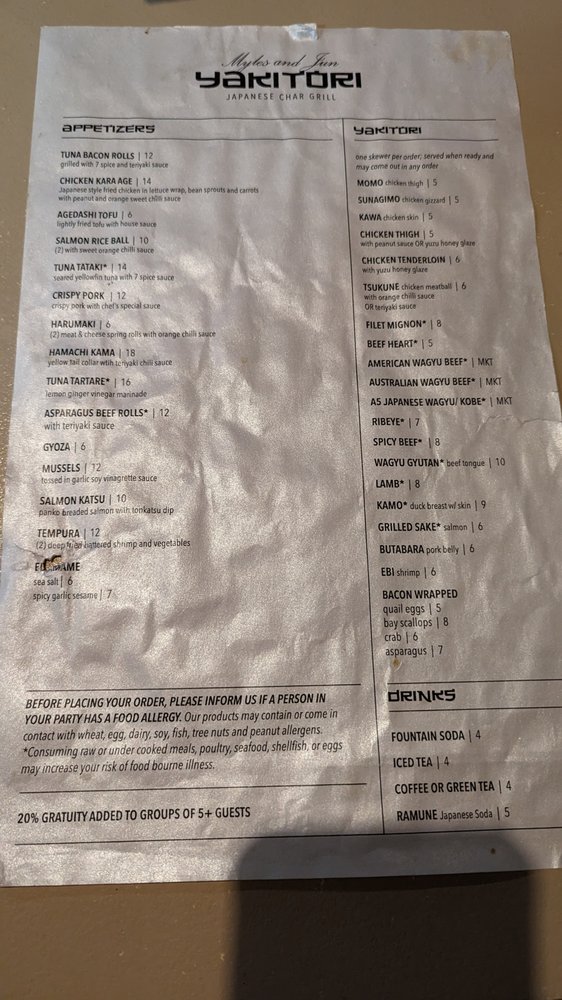 Myles and Jun
YAKITORI
JAPANESE CHAR GRILL
APPETIZERS
TUNA BACON ROLLS | 12
grilled with 7 spice and teriyaki sauce
CHICKEN KARA AGE | 14
Japanese style fried chicken in lettuce wrap, bean sprouts and carrots
with peanut and orange sweet chilli sauce
AGEDASHI TOFU | 6
lightly fried tofu with house sauce
SALMON RICE BALL | 10
(2) with sweet orange chilli sauce
TUNA TATAKI* | 14
seared yellowfin tuna with 7 spice sauce
CRISPY PORK | 12
crispy pork with chef's special sauce
HARUMAKI | 6
(2) meat & cheese spring rolls with orange chilli sauce
HAMACHI KAMA | 18
yellow tail collar wtih teriyaki chili sauce
TUNA TARTARE* | 16
lemon ginger vinegar marinade
ASPARAGUS BEEF ROLLS* | 12
with teriyaki sauce
GYOZA | 6
MUSSELS | 12
tossed in garlic soy vinagrette sauce
SALMON KATSU | 10
panko breaded salmon with tonkatsu dip
TEMPURA | 12
(2) deep fried battered shrimp and vegetables
sea salt | 6
spicy garlic sesame | 7
BEFORE PLACING YOUR ORDER, PLEASE INFORM US IF A PERSON IN
YOUR PARTY HAS A FOOD ALLERGY. Our products may contain or come in
contact with wheat, egg, dairy, soy, fish, tree nuts and peanut allergens.
*Consuming raw or under cooked meals, poultry, seafood, shellfish, or eggs
may increase your risk of food bourne illness.
20% GRATUITY ADDED TO GROUPS OF 5+ GUESTS
YAKITORI
one skewer per order; served when ready and
may come out in any order
MOMO chicken thigh | 5
SUNAGIMO chicken gizzard | 5
KAWA chicken skin | 5
CHICKEN THIGH | 5
with peanut sauce OR yuzu honey glaze
CHICKEN TENDERLOIN | 6
with yuzu honey glaze
TSUKUNE chicken meatball | 6
with orange chilli sauce
OR teriyaki sauce
FILET MIGNON* | 8
BEEF HEART* | 5
AMERICAN WAGYU BEEF* | MKT
AUSTRALIAN WAGYU BEEF* | MKT
A5 JAPANESE WAGYU/ KOBE* | MKT
RIBEYE* | 7
SPICY BEEF* | 8
WAGYU GYUTAN* beef tongue | 10
LAMB* | 8
KAMO* duck breast w/ skin | 9
GRILLED SAKE* salmon | 6
BUTABARA pork belly | 6
EBI shrimp | 6
BACON WRAPPED
quail eggs | 5
bay scallops | 8
crab | 6
asparagus | 7
DRINKS
FOUNTAIN SODA | 4
ICED TEA | 4
COFFEE OR GREEN TEA | 4
RAMUNE Japanese Soda | 5